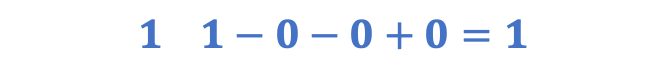 1 1 − 0 − 0 + 0 = 1